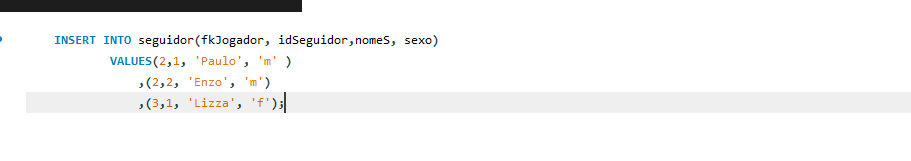 INSERT INTO seguidor(fkJogador, idSeguidor,nomeS, sexo)
VALUES(2,1, 'Paulo', 'm' )
,(2,2, 'Enzo', 'm')
,(3,1, 'Lizza', 'f');